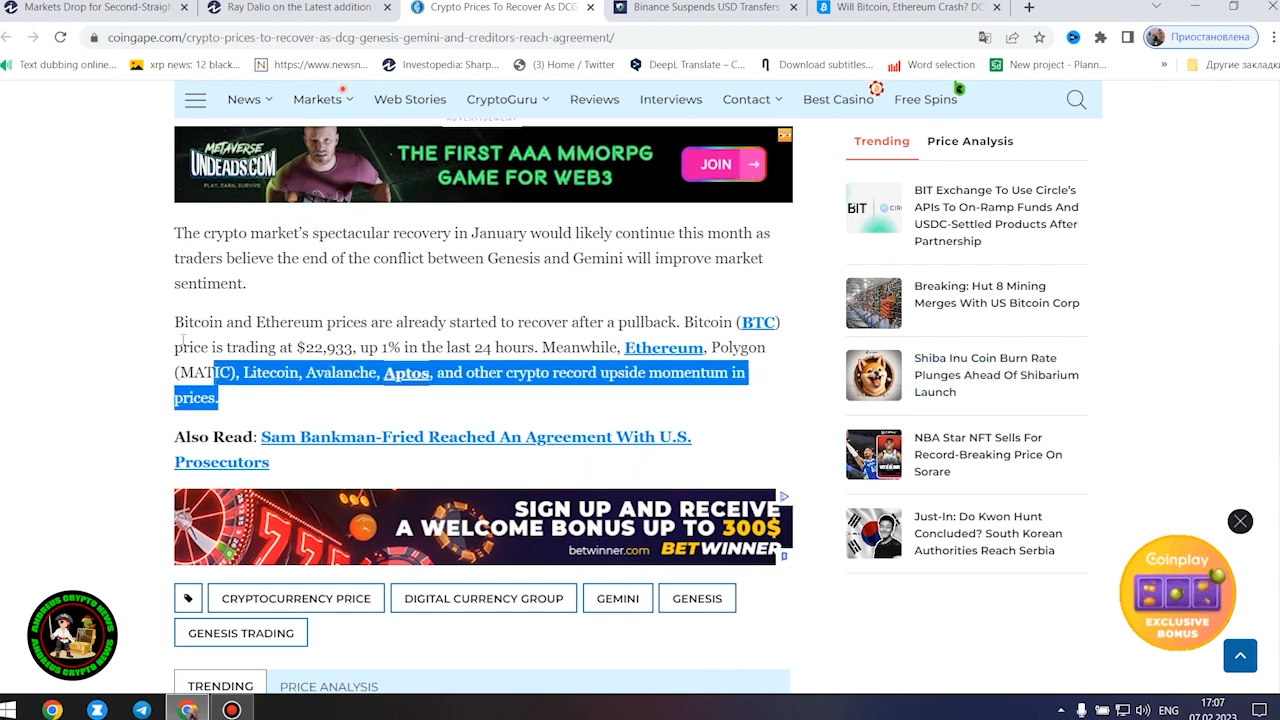 Markets Drop for Second-Straigh
Ray Dalio on the Latest addition
Crypto Prices To Recover As DCG
Binance Suspends USD Transfers
Will Bitcoin, Ethereum Crash? DC
coingape.com/crypto-prices-to-recover-as-dcg-genesis-gemini-and-creditors-reach-agreement/
Приостановлена
Text dubbing online...
xrp news: 12 black...
https://www.newsn...
Investopedia: Sharp...
(3) Home / Twitter
DeepL Translate – C...
Download subtitles...
Word selection
New project - Plann...
»
Другие закладки
News
Markets
Web Stories
CryptoGuru
Reviews
Interviews
Contact
Best Casino
Free Spins
ADVERTISEMENT
METAVERSE
UNDEADS.COM
PLAY. EARN. SURVIVE
THE FIRST AAA MMORPG
GAME FOR WEB3
JOIN →
The crypto market's spectacular recovery in January would likely continue this month as
traders believe the end of the conflict between Genesis and Gemini will improve market
sentiment.
Bitcoin and Ethereum prices are already started to recover after a pullback. Bitcoin (BTC)
price is trading at $22,933, up 1% in the last 24 hours. Meanwhile, Ethereum, Polygon
(MATIC), Litecoin, Avalanche, Aptos, and other crypto record upside momentum in
prices.
Also Read: Sam Bankman-Fried Reached An Agreement With U.S.
Prosecutors
SIGN UP AND RECEIVE
A WELCOME BONUS UP TO 300$
betwinner.com BETWINNER
CRYPTOCURRENCY PRICE
DIGITAL CURRENCY GROUP
GEMINI
GENESIS
GENESIS TRADING
TRENDING
PRICE ANALYSIS
Trending
Price Analysis
BIT
CIR
BIT Exchange To Use Circle's
APIs To On-Ramp Funds And
USDC-Settled Products After
Partnership
Breaking: Hut 8 Mining
Merges With US Bitcoin Corp
Shiba Inu Coin Burn Rate
Plunges Ahead Of Shibarium
Launch
NBA Star NFT Sells For
Record-Breaking Price On
Sorare
Just-In: Do Kwon Hunt
Concluded? South Korean
Authorities Reach Serbia
Coinplay
EXCLUSIVE
BONUS
ANDREUS CRYPTO NEWS
ANDREUS CRYPTO NEWS
ENG
17:07
07.02.2023